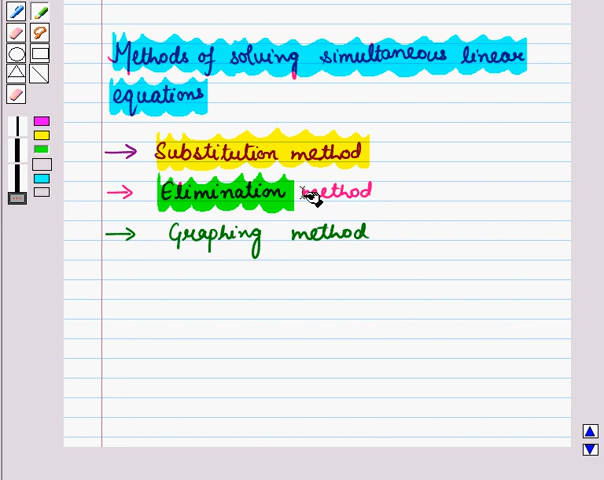 Methods of solving simultaneous linear
equations
→ Substitution method
→ Elimination method
→ Graphing method